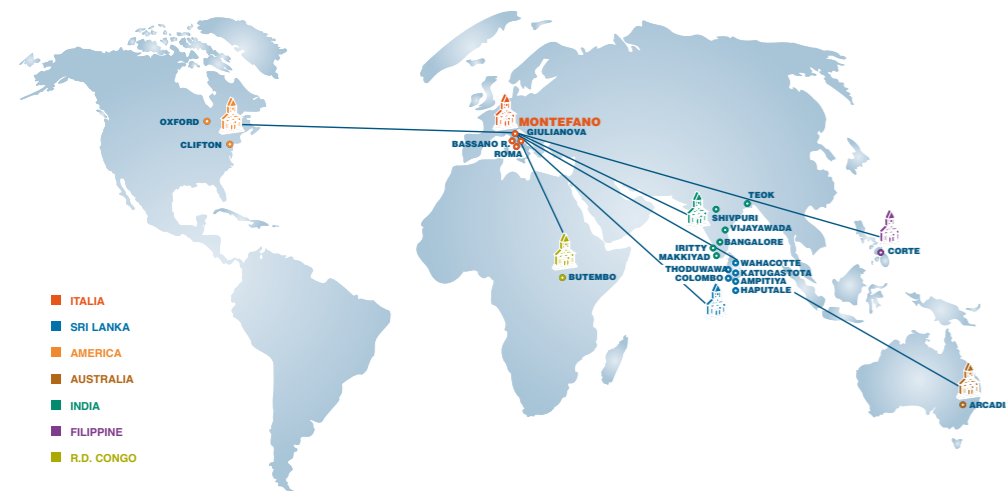 OXFORD
CLIFTON
MONTEFANO
GIULIANOVA
BASSANO R.
ROMA
TEOK
SHIVPURI
VIJAYAWADA
BANGALORE
IRITTY
MAKKIYAD
CORTE
WAHACOTTE
THODUWAWA
KATUGASTOTA
COLOMBO
AMPITIYA
HAPUTALE
BUTEMBO
ARCADI
ITALIA
SRI LANKA
AMERICA
AUSTRALIA
INDIA
FILIPPINE
R.D. CONGO